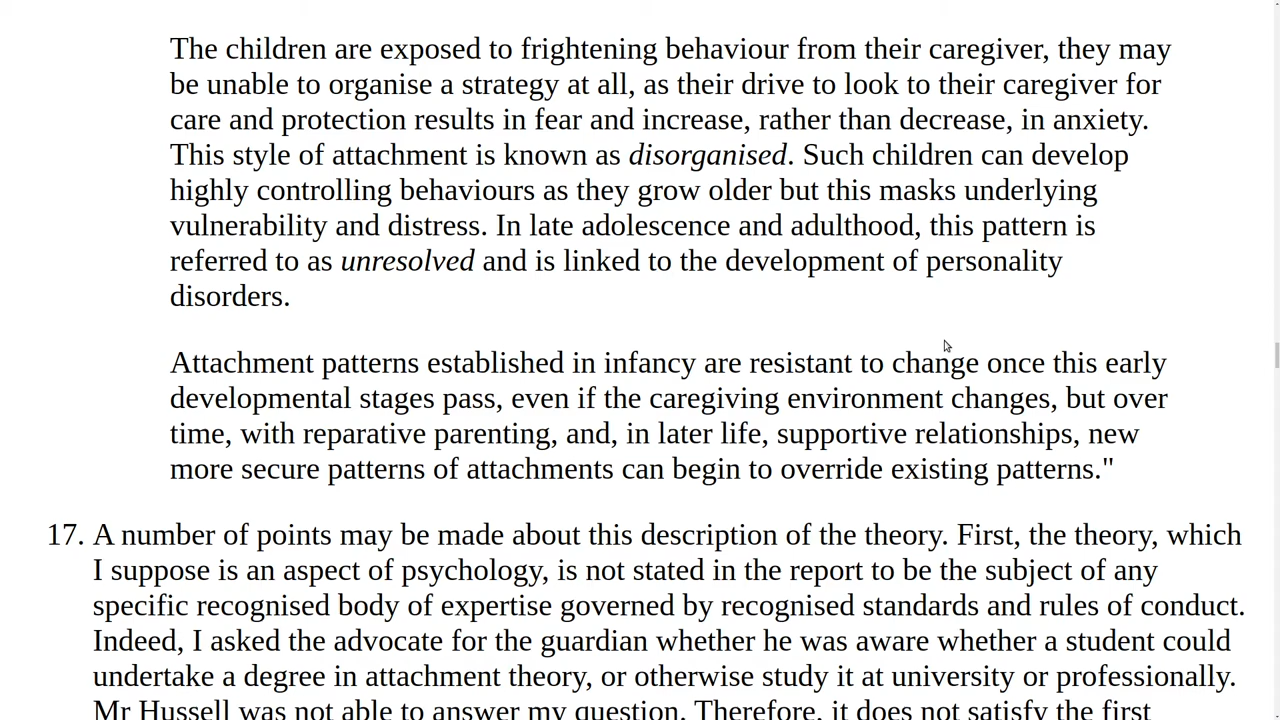 The children are exposed to frightening behaviour from their caregiver, they may
be unable to organise a strategy at all, as their drive to look to their caregiver for
care and protection results in fear and increase, rather than decrease, in anxiety.
This style of attachment is known as disorganised. Such children can develop
highly controlling behaviours as they grow older but this masks underlying
vulnerability and distress. In late adolescence and adulthood, this pattern is
referred to as unresolved and is linked to the development of personality
disorders.
Attachment patterns established in infancy are resistant to change once this early
developmental stages pass, even if the caregiving environment changes, but over
time, with reparative parenting, and, in later life, supportive relationships, new
more secure patterns of attachments can begin to override existing patterns."
17. A number of points may be made about this description of the theory. First, the theory, which
I suppose is an aspect of psychology, is not stated in the report to be the subject of any
specific recognised body of expertise governed by recognised standards and rules of conduct.
Indeed, I asked the advocate for the guardian whether he was aware whether a student could
undertake a degree in attachment theory, or otherwise study it at university or professionally.
Mr Hussell was not able to answer my question. Therefore, it does not satisfy the first